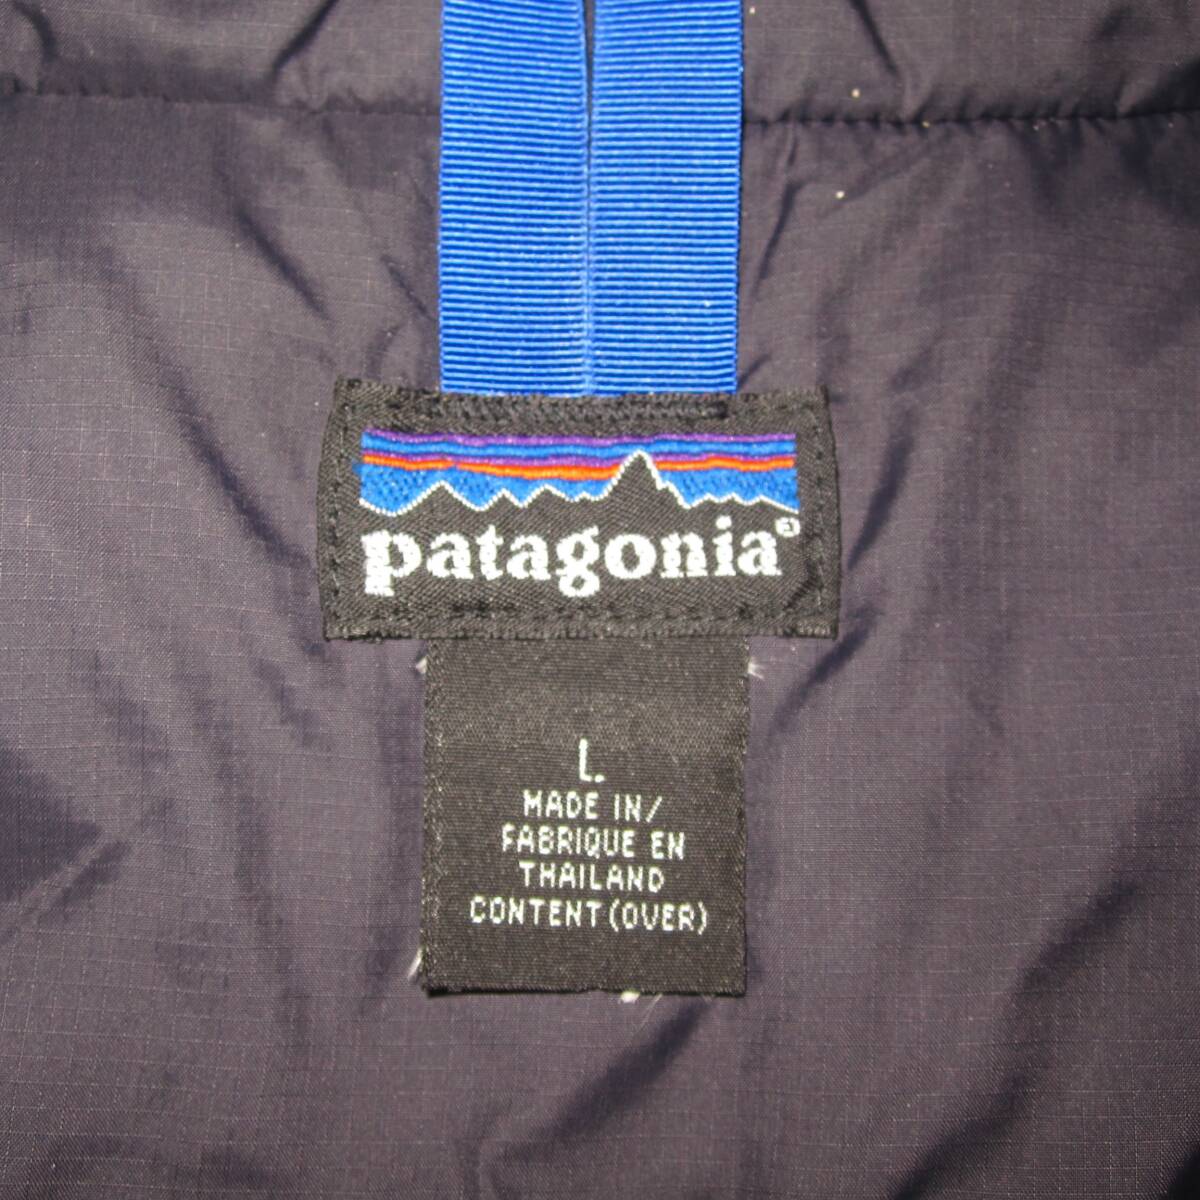 patagonia®
L.
MADE IN/
FABRIQUE EN
THAILAND
CONTENT (OVER)